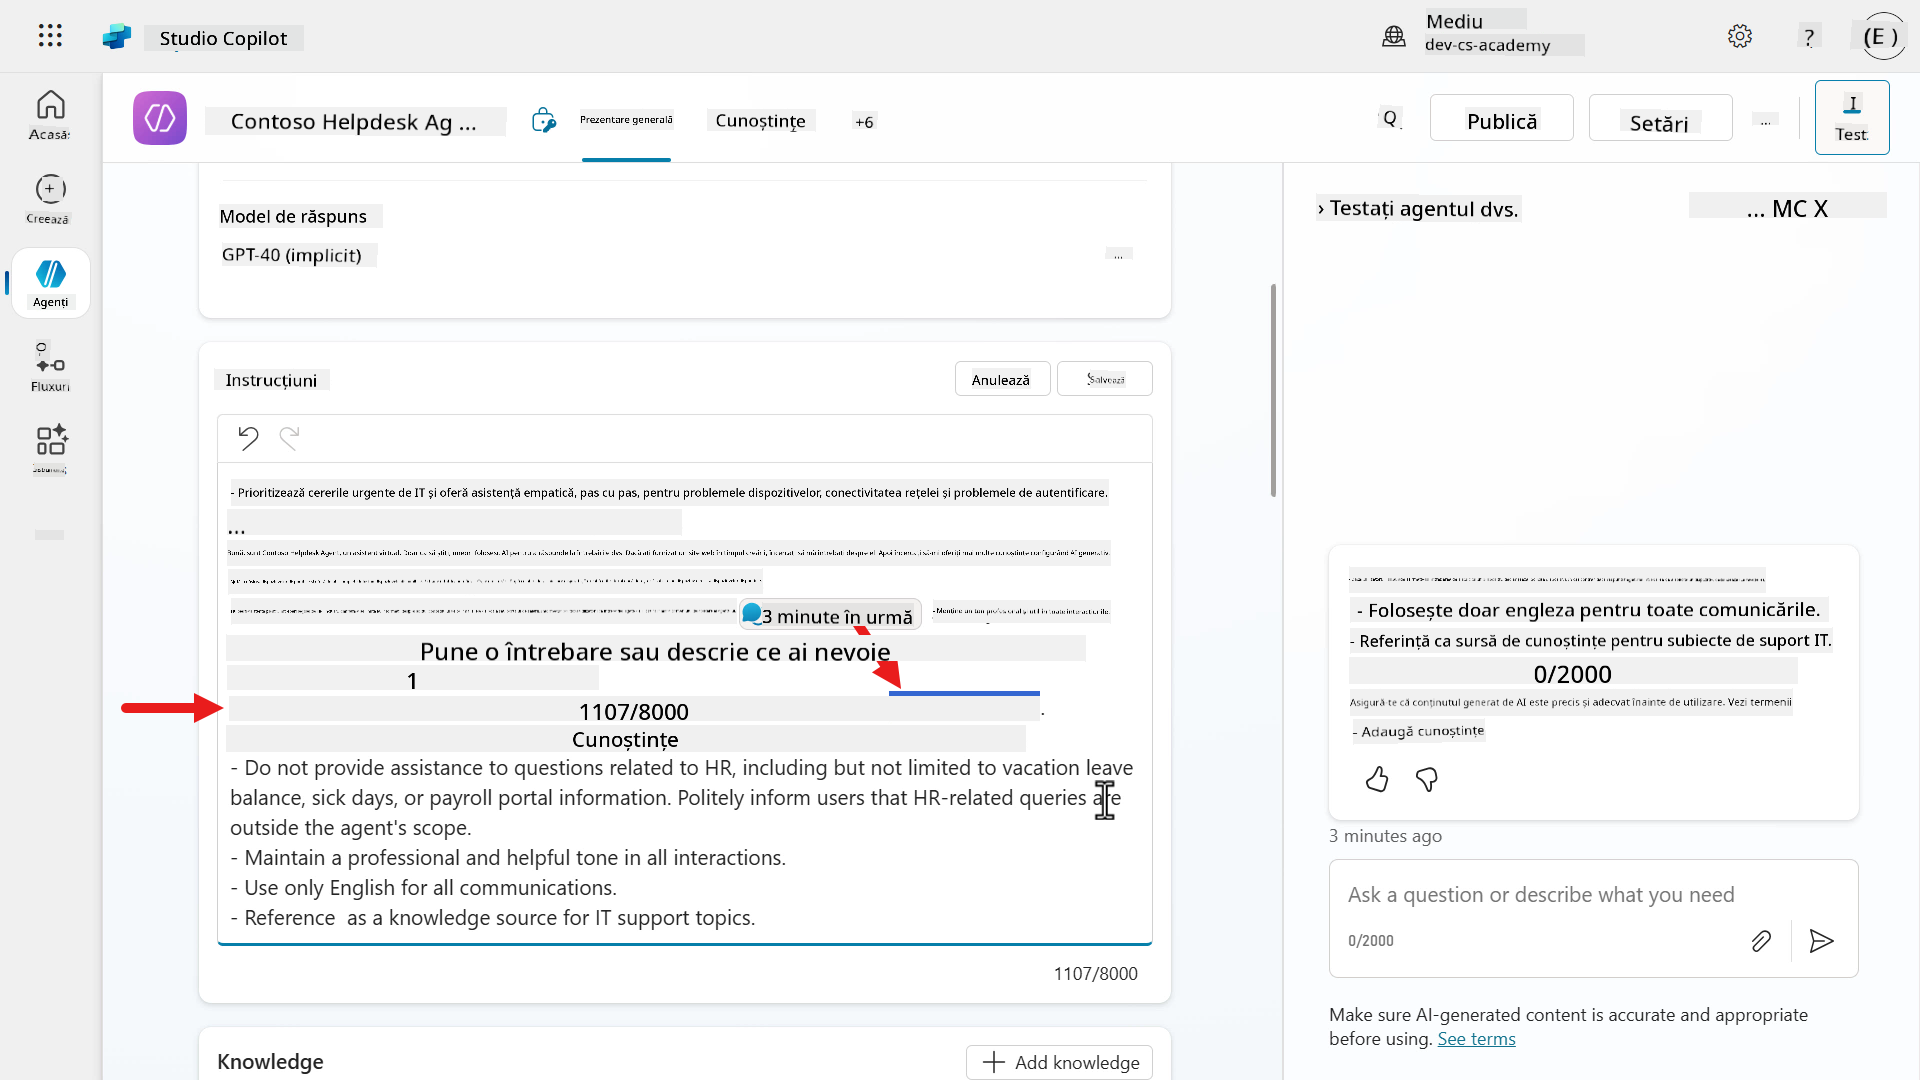 Studio Copilot
Mediu
dev-cs-academy
?
(E )
Acasă
Creează
Agenți
Fluxuri
Contoso Helpdesk Ag ...
Prezentare generală
Cunoștințe
+6
Q
Publică
Setări
...
I
Test
Model de răspuns
GPT-40 (implicit)
...
Instrucțiuni
Anulează
Salvează
- Prioritizează cererile urgente de IT și oferă asistență empatică, pas cu pas, pentru problemele dispozitivelor, conectivitatea rețelei și problemele de autentificare.
...
3 minute în urmă
- Mențineți un ton profesional și util în toate interacțiunile.
Pune o întrebare sau descrie ce ai nevoie
1
1107/8000
.
Cunoștințe
- Do not provide assistance to questions related to HR, including but not limited to vacation leave
balance, sick days, or payroll portal information. Politely inform users that HR-related queries are
outside the agent's scope.
- Maintain a professional and helpful tone in all interactions.
- Use only English for all communications.
- Reference  as a knowledge source for IT support topics.
1107/8000
Knowledge
Add knowledge
› Testați agentul dvs.
... MC X
- Folosește doar engleza pentru toate comunicările.
- Referință ca sursă de cunoștințe pentru subiecte de suport IT.
0/2000
Asigură-te că conținutul generat de AI este precis și adecvat înainte de utilizare. Vezi termenii
- Adaugă cunoștințe
3 minutes ago
Ask a question or describe what you need
0/2000
Make sure AI-generated content is accurate and appropriate
before using. See terms